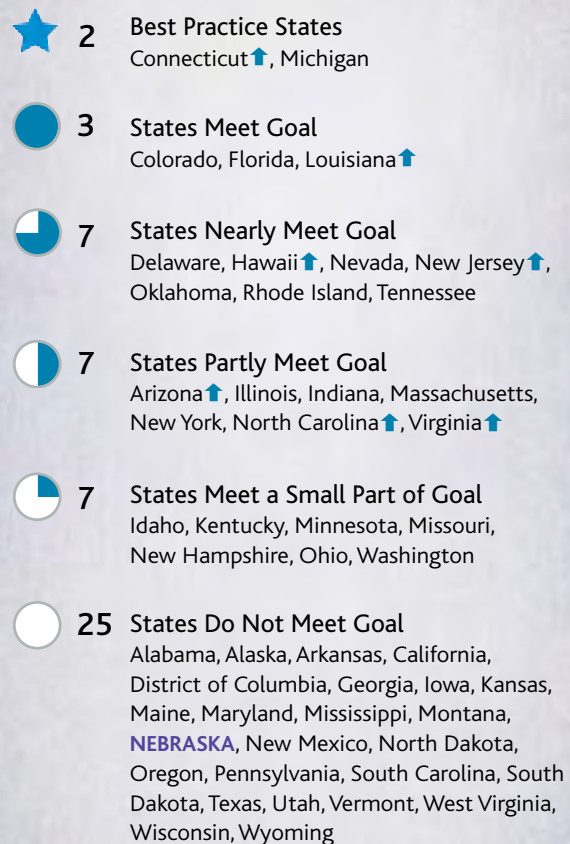 2 Best Practice States
Connecticut⬆, Michigan
3 States Meet Goal
Colorado, Florida, Louisiana⬆
7 States Nearly Meet Goal
Delaware, Hawaii⬆, Nevada, New Jersey⬆,
Oklahoma, Rhode Island, Tennessee
7 States Partly Meet Goal
Arizona⬆, Illinois, Indiana, Massachusetts,
New York, North Carolina⬆, Virginia⬆
7 States Meet a Small Part of Goal
Idaho, Kentucky, Minnesota, Missouri,
New Hampshire, Ohio, Washington
25 States Do Not Meet Goal
Alabama, Alaska, Arkansas, California,
District of Columbia, Georgia, Iowa, Kansas,
Maine, Maryland, Mississippi, Montana,
NEBRASKA, New Mexico, North Dakota,
Oregon, Pennsylvania, South Carolina, South
Dakota, Texas, Utah, Vermont, West Virginia,
Wisconsin, Wyoming